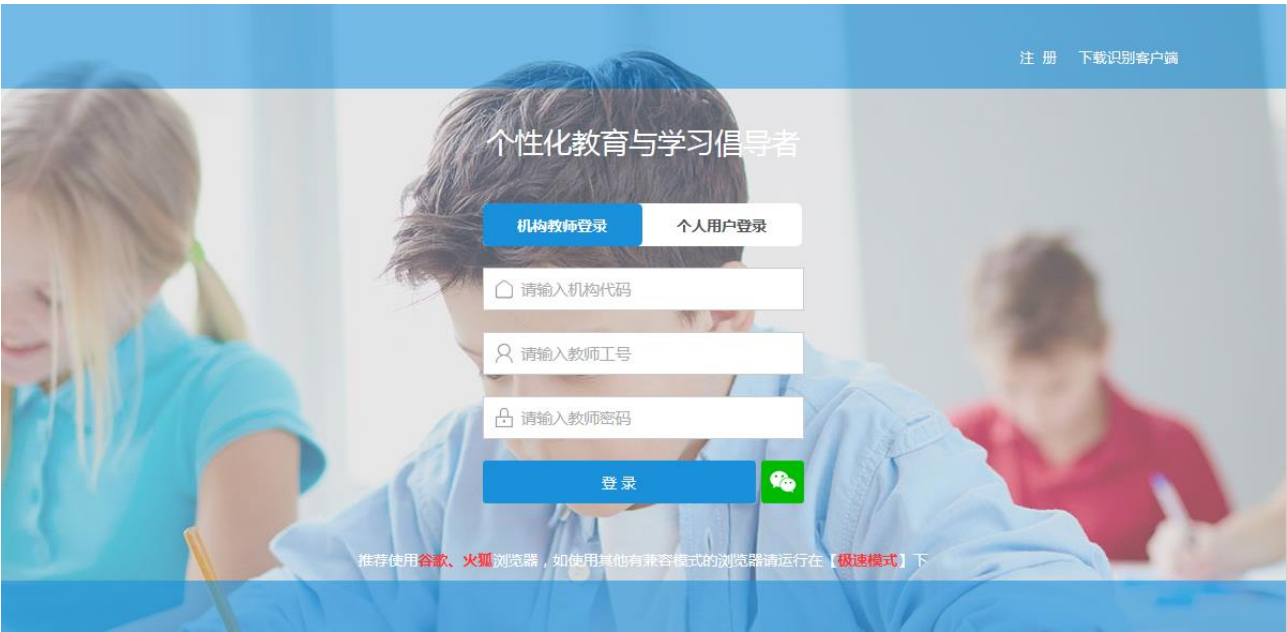 注 册 下载识别客户端
个性化教育与学习倡导者
机构教师登录 个人用户登录
请输入机构代码
请输入教师工号
请输入教师密码
登 录
推荐使用谷歌、火狐浏览器，如使用其他有兼容模式的浏览器请运行在【极速模式】下